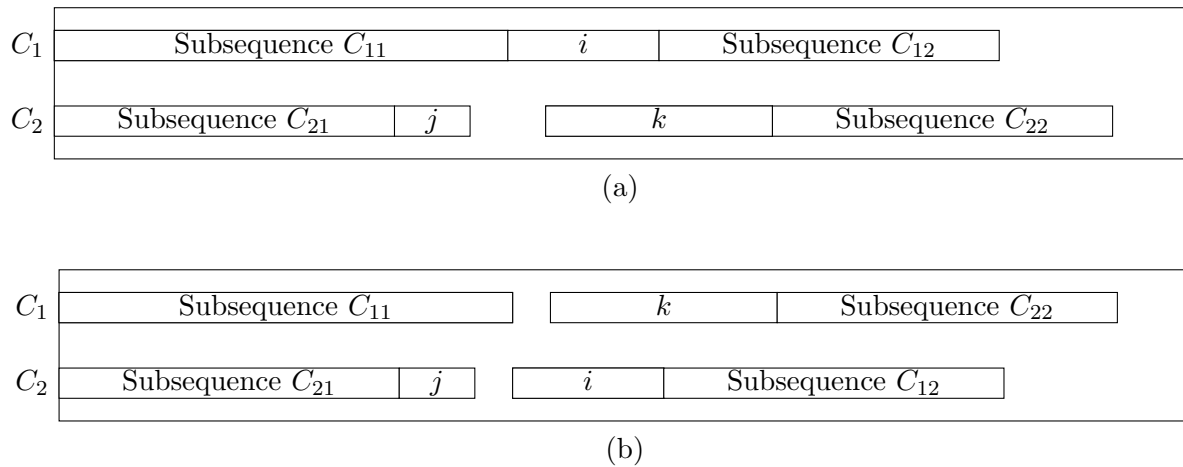 C₁ Subsequence C₁₁ i Subsequence C₁₂
C₂ Subsequence C₂₁ j k Subsequence C₂₂
(a)
C₁ Subsequence C₁₁ k Subsequence C₂₂
C₂ Subsequence C₂₁ j i Subsequence C₁₂
(b)